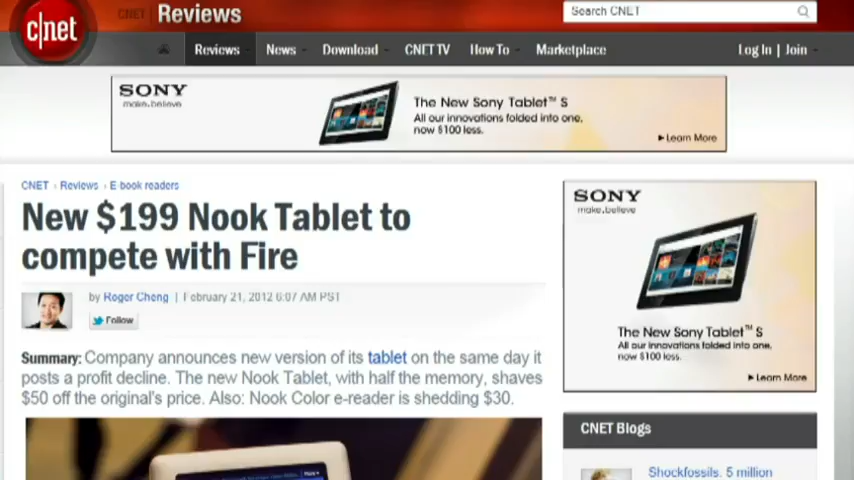 c|net
CNET Reviews
Search CNET
Reviews
News
Download
CNET TV
How To
Marketplace
Log In | Join
SONY
make.believe
The New Sony Tablet™ S
All our innovations folded into one,
now $100 less.
Learn More
CNET › Reviews › E book readers
New $199 Nook Tablet to
compete with Fire
by Roger Cheng | February 21, 2012 6:07 AM PST
Follow
Summary: Company announces new version of its tablet on the same day it
posts a profit decline. The new Nook Tablet, with half the memory, shaves
$50 off the original's price. Also: Nook Color e-reader is shedding $30.
SONY
make.believe
The New Sony Tablet™ S
All our innovations folded into one,
now $100 less.
Learn More
CNET Blogs
Shockfossils. 5 million